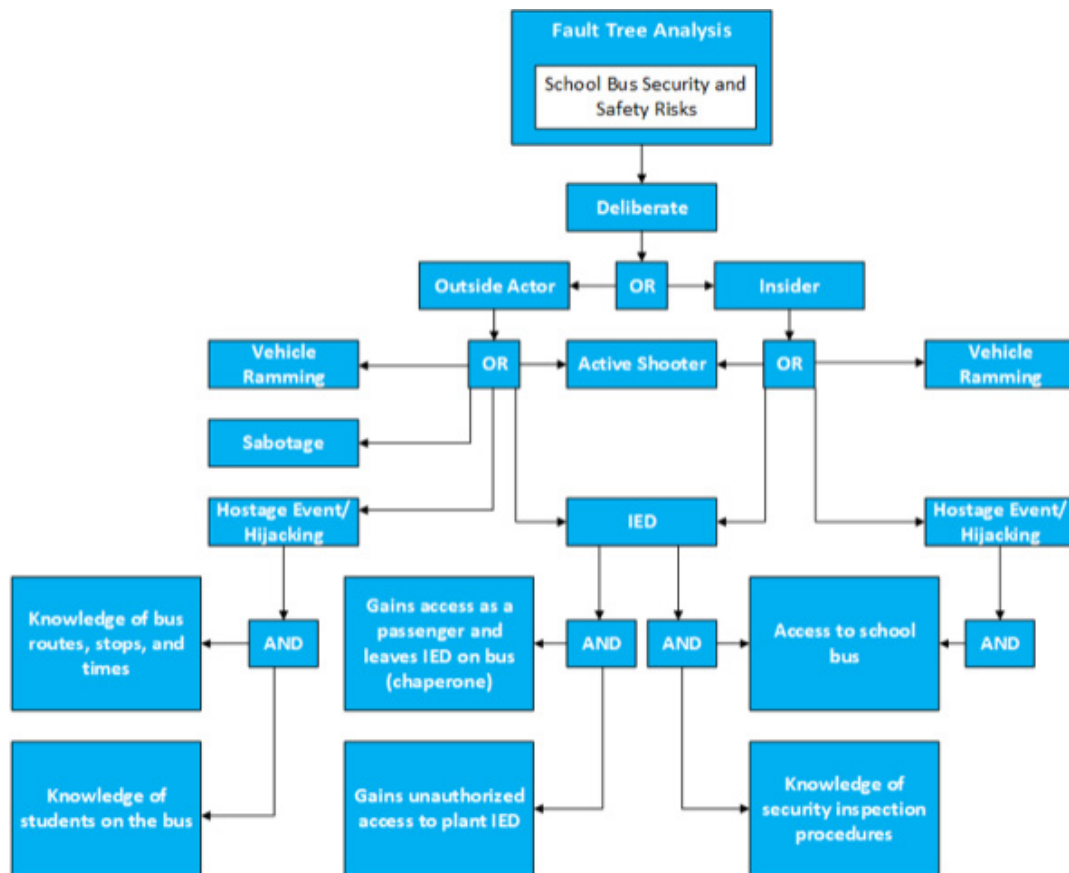 Fault Tree Analysis
School Bus Security and
Safety Risks
Deliberate
Outside Actor
OR
Insider
Vehicle
Ramming
OR
Active Shooter
OR
Vehicle
Ramming
Sabotage
Hostage Event/
Hijacking
IED
Hostage Event/
Hijacking
Knowledge of bus
routes, stops, and
times
AND
Gains access as a
passenger and
leaves IED on bus
(chaperone)
AND
AND
Access to school
bus
AND
Knowledge of
students on the bus
Gains unauthorized
access to plant IED
Knowledge of
security inspection
procedures